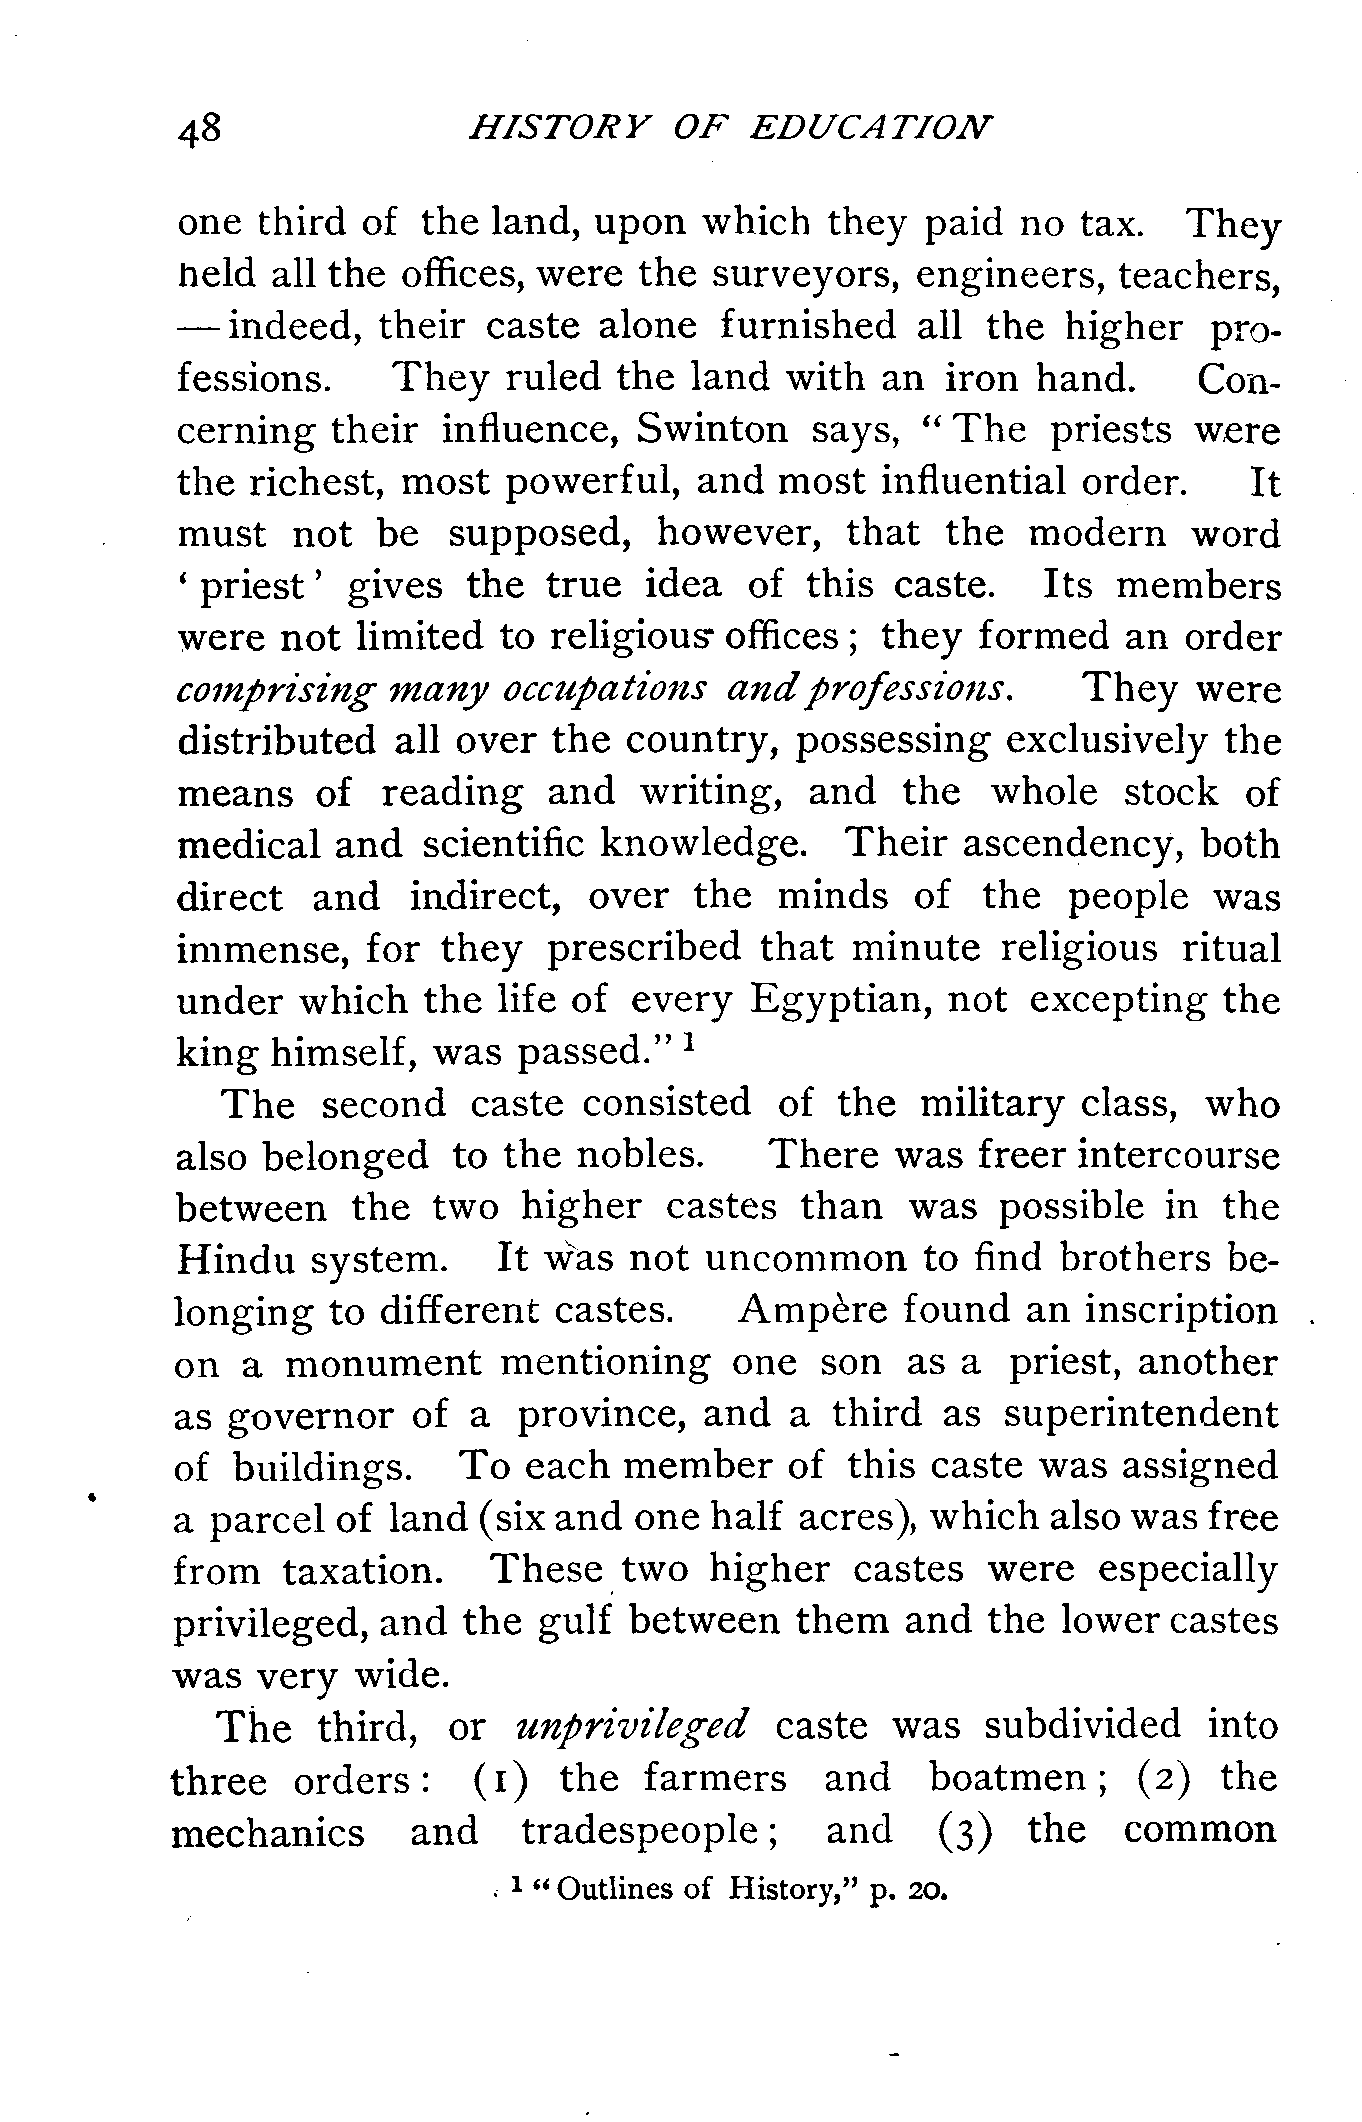 48 HISTORY OF EDUCATION
one third of the land, upon which they paid no tax. They
held all the offices, were the surveyors, engineers, teachers,
— indeed, their caste alone furnished all the higher pro-
fessions. They ruled the land with an iron hand. Con-
cerning their influence, Swinton says, “ The priests were
the richest, most powerful, and most influential order. It
must not be supposed, however, that the modern word
‘ priest ’ gives the true idea of this caste. Its members
were not limited to religious offices ; they formed an order
comprising many occupations and professions. They were
distributed all over the country, possessing exclusively the
means of reading and writing, and the whole stock of
medical and scientific knowledge. Their ascendency, both
direct and indirect, over the minds of the people was
immense, for they prescribed that minute religious ritual
under which the life of every Egyptian, not excepting the
king himself, was passed.” 1
The second caste consisted of the military class, who
also belonged to the nobles. There was freer intercourse
between the two higher castes than was possible in the
Hindu system. It was not uncommon to find brothers be-
longing to different castes. Ampère found an inscription
on a monument mentioning one son as a priest, another
as governor of a province, and a third as superintendent
of buildings. To each member of this caste was assigned
a parcel of land (six and one half acres), which also was free
from taxation. These two higher castes were especially
privileged, and the gulf between them and the lower castes
was very wide.
The third, or unprivileged caste was subdivided into
three orders : (1) the farmers and boatmen ; (2) the
mechanics and tradespeople ; and (3) the common
1 “ Outlines of History,” p. 20.